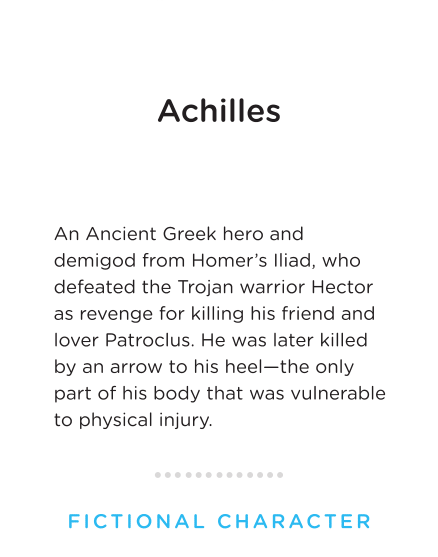 Achilles
An Ancient Greek hero and
demigod from Homer’s Iliad, who
defeated the Trojan warrior Hector
as revenge for killing his friend and
lover Patroclus. He was later killed
by an arrow to his heel—the only
part of his body that was vulnerable
to physical injury.
FICTIONAL CHARACTER